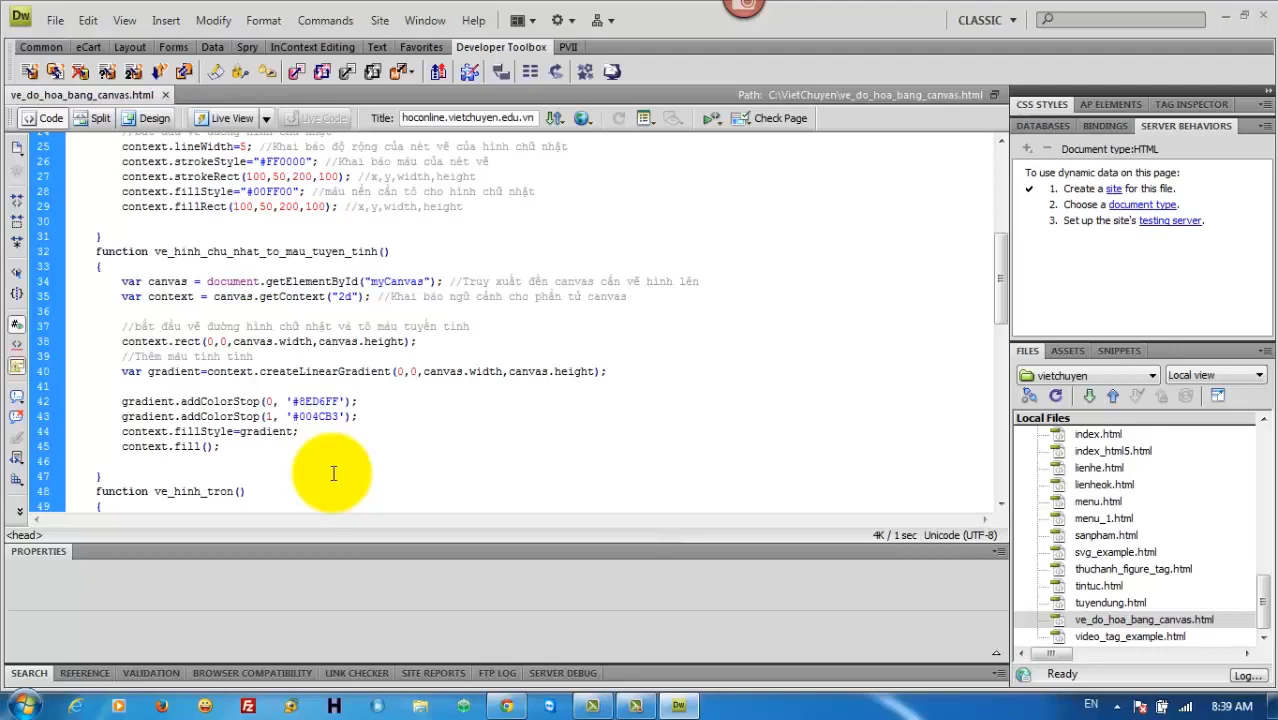 Dw File Edit View Insert Modify Format Commands Site Window Help CLASSIC
Common eCart Layout Forms Data Spry InContext Editing Text Favorites Developer Toolbox PVII
ve_do_hoa_bang_canvas.html Path: C:\VietChuyen\ve_do_hoa_bang_canvas.html
Code Split Design Live View Live Code Title: hoconline.vietchuyen.edu.vn Check Page
25 context.lineWidth=5; //Khai báo độ rộng của nét vẽ của hình chữ nhật
26 context.strokeStyle="#FF0000"; //Khai báo màu của nét vẽ
27 context.strokeRect(100,50,200,100); //x,y,width,height
28 context.fillStyle="#00FF00"; //màu nền cần tô cho hình chữ nhật
29 context.fillRect(100,50,200,100); //x,y,width,height
30
31 }
32 function ve_hinh_chu_nhat_to_mau_tuyen_tinh()
33 {
34 var canvas = document.getElementById("myCanvas"); //Truy xuất đến canvas cần vẽ hình lên
35 var context = canvas.getContext("2d"); //Khai báo ngữ cảnh cho phần tử canvas
36
37 //bắt đầu vẽ đường hình chữ nhật và tô màu tuyến tính
38 context.rect(0,0,canvas.width,canvas.height);
39 //Thêm màu tình tính
40 var gradient=context.createLinearGradient(0,0,canvas.width,canvas.height);
41
42 gradient.addColorStop(0, '#8ED6FF');
43 gradient.addColorStop(1, '#004CB3');
44 context.fillStyle=gradient;
45 context.fill();
46
47 }
48 function ve_hinh_tron()
49 {
<head> 4K / 1 sec Unicode (UTF-8)
PROPERTIES
SEARCH REFERENCE VALIDATION BROWSER COMPATIBILITY LINK CHECKER SITE REPORTS FTP LOG SERVER DEBUG
CSS STYLES AP ELEMENTS TAG INSPECTOR
DATABASES BINDINGS SERVER BEHAVIORS
Document type:HTML
To use dynamic data on this page:
1. Create a site for this file.
2. Choose a document type.
3. Set up the site's testing server.
FILES ASSETS SNIPPETS
vietchuyen Local view
Local Files
index.html
index_html5.html
lienhe.html
lienheok.html
menu.html
menu_1.html
sanpham.html
svg_example.html
thuchanh_figure_tag.html
tintuc.html
tuyendung.html
ve_do_hoa_bang_canvas.html
video_tag_example.html
Ready Log...
EN 8:39 AM